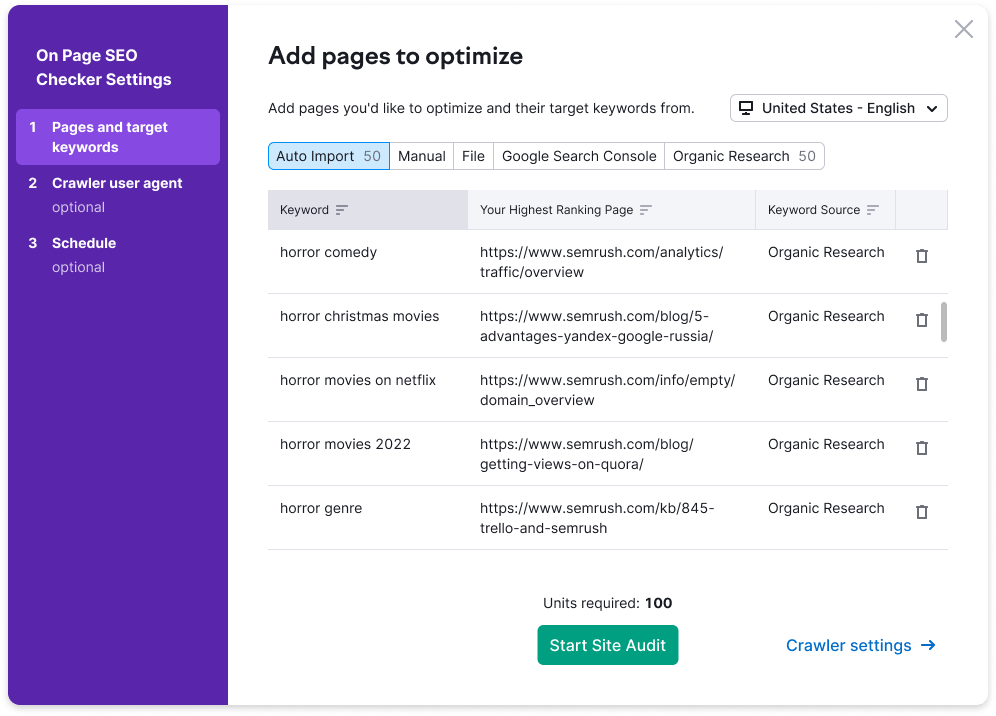 On Page SEO
Checker Settings
1 Pages and target
keywords
2 Crawler user agent
optional
3 Schedule
optional
Add pages to optimize
Add pages you'd like to optimize and their target keywords from.
United States - English
Auto Import 50 Manual File Google Search Console Organic Research 50
Keyword Your Highest Ranking Page Keyword Source
horror comedy https://www.semrush.com/analytics/ Organic Research
traffic/overview
horror christmas movies https://www.semrush.com/blog/5- Organic Research
advantages-yandex-google-russia/
horror movies on netflix https://www.semrush.com/info/empty/ Organic Research
domain_overview
horror movies 2022 https://www.semrush.com/blog/ Organic Research
getting-views-on-quora/
horror genre https://www.semrush.com/kb/845- Organic Research
trello-and-semrush
Units required: 100
Start Site Audit
Crawler settings →